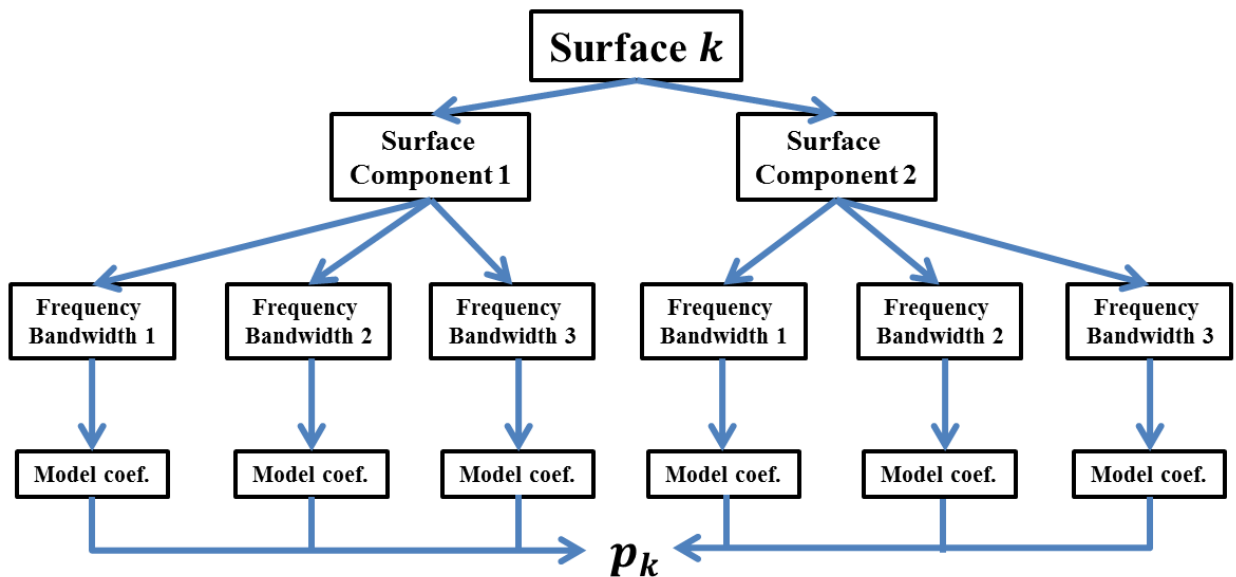 Surface k
Surface
Component 1
Surface
Component 2
Frequency
Bandwidth 1
Frequency
Bandwidth 2
Frequency
Bandwidth 3
Frequency
Bandwidth 1
Frequency
Bandwidth 2
Frequency
Bandwidth 3
Model coef.
Model coef.
Model coef.
Model coef.
Model coef.
Model coef.
p_k